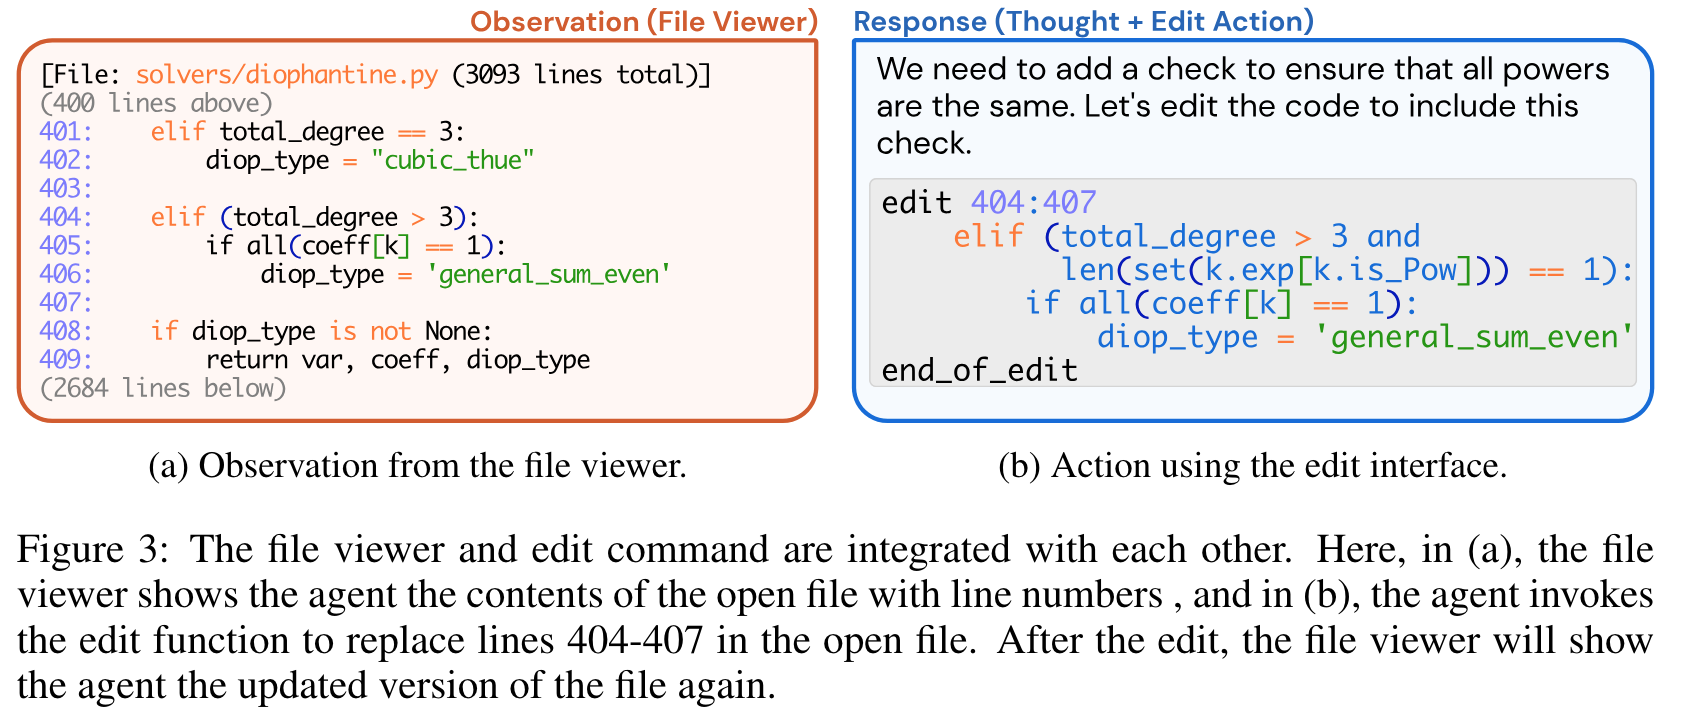 Observation (File Viewer)
[File: solvers/diophantine.py (3093 lines total)]
(400 lines above)
401:    elif total_degree == 3:
402:        diop_type = "cubic_thue"
403:
404:    elif (total_degree > 3):
405:        if all(coeff[k] == 1):
406:            diop_type = 'general_sum_even'
407:
408:    if diop_type is not None:
409:        return var, coeff, diop_type
(2684 lines below)
(a) Observation from the file viewer.
Response (Thought + Edit Action)
We need to add a check to ensure that all powers
are the same. Let's edit the code to include this
check.
edit 404:407
    elif (total_degree > 3 and
          len(set(k.exp[k.is_Pow])) == 1):
        if all(coeff[k] == 1):
            diop_type = 'general_sum_even'
end_of_edit
(b) Action using the edit interface.
Figure 3: The file viewer and edit command are integrated with each other. Here, in (a), the file
viewer shows the agent the contents of the open file with line numbers , and in (b), the agent invokes
the edit function to replace lines 404-407 in the open file. After the edit, the file viewer will show
the agent the updated version of the file again.